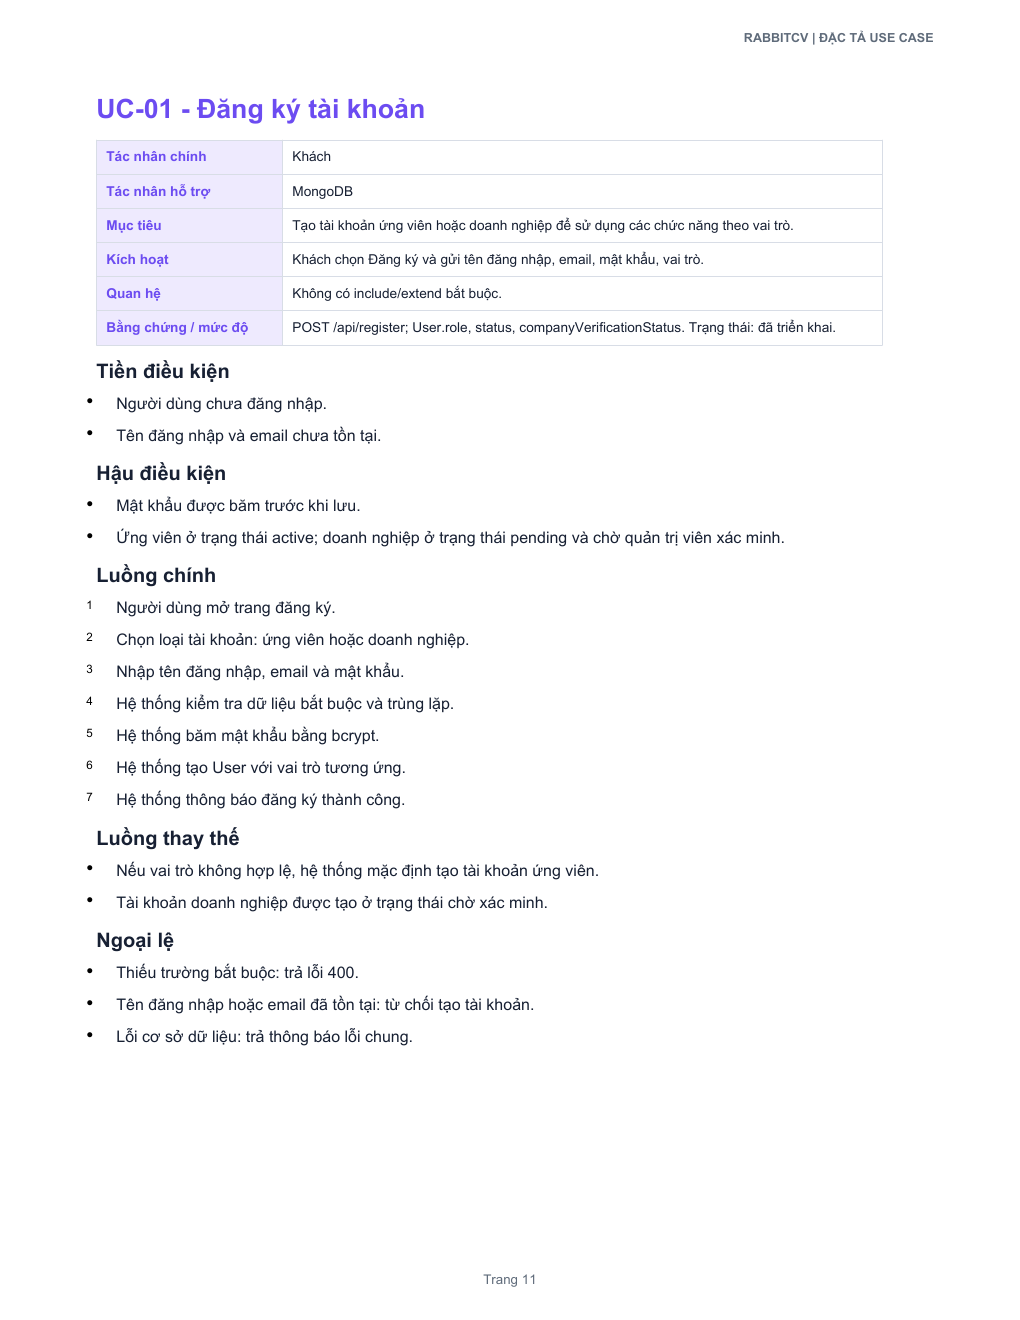 RABBITCV | ĐẶC TẢ USE CASE
UC-01 - Đăng ký tài khoản
Tác nhân chính Khách
Tác nhân hỗ trợ MongoDB
Mục tiêu Tạo tài khoản ứng viên hoặc doanh nghiệp để sử dụng các chức năng theo vai trò.
Kích hoạt Khách chọn Đăng ký và gửi tên đăng nhập, email, mật khẩu, vai trò.
Quan hệ Không có include/extend bắt buộc.
Bằng chứng / mức độ POST /api/register; User.role, status, companyVerificationStatus. Trạng thái: đã triển khai.
Tiền điều kiện
• Người dùng chưa đăng nhập.
• Tên đăng nhập và email chưa tồn tại.
Hậu điều kiện
• Mật khẩu được băm trước khi lưu.
• Ứng viên ở trạng thái active; doanh nghiệp ở trạng thái pending và chờ quản trị viên xác minh.
Luồng chính
1 Người dùng mở trang đăng ký.
2 Chọn loại tài khoản: ứng viên hoặc doanh nghiệp.
3 Nhập tên đăng nhập, email và mật khẩu.
4 Hệ thống kiểm tra dữ liệu bắt buộc và trùng lặp.
5 Hệ thống băm mật khẩu bằng bcrypt.
6 Hệ thống tạo User với vai trò tương ứng.
7 Hệ thống thông báo đăng ký thành công.
Luồng thay thế
• Nếu vai trò không hợp lệ, hệ thống mặc định tạo tài khoản ứng viên.
• Tài khoản doanh nghiệp được tạo ở trạng thái chờ xác minh.
Ngoại lệ
• Thiếu trường bắt buộc: trả lỗi 400.
• Tên đăng nhập hoặc email đã tồn tại: từ chối tạo tài khoản.
• Lỗi cơ sở dữ liệu: trả thông báo lỗi chung.
Trang 11